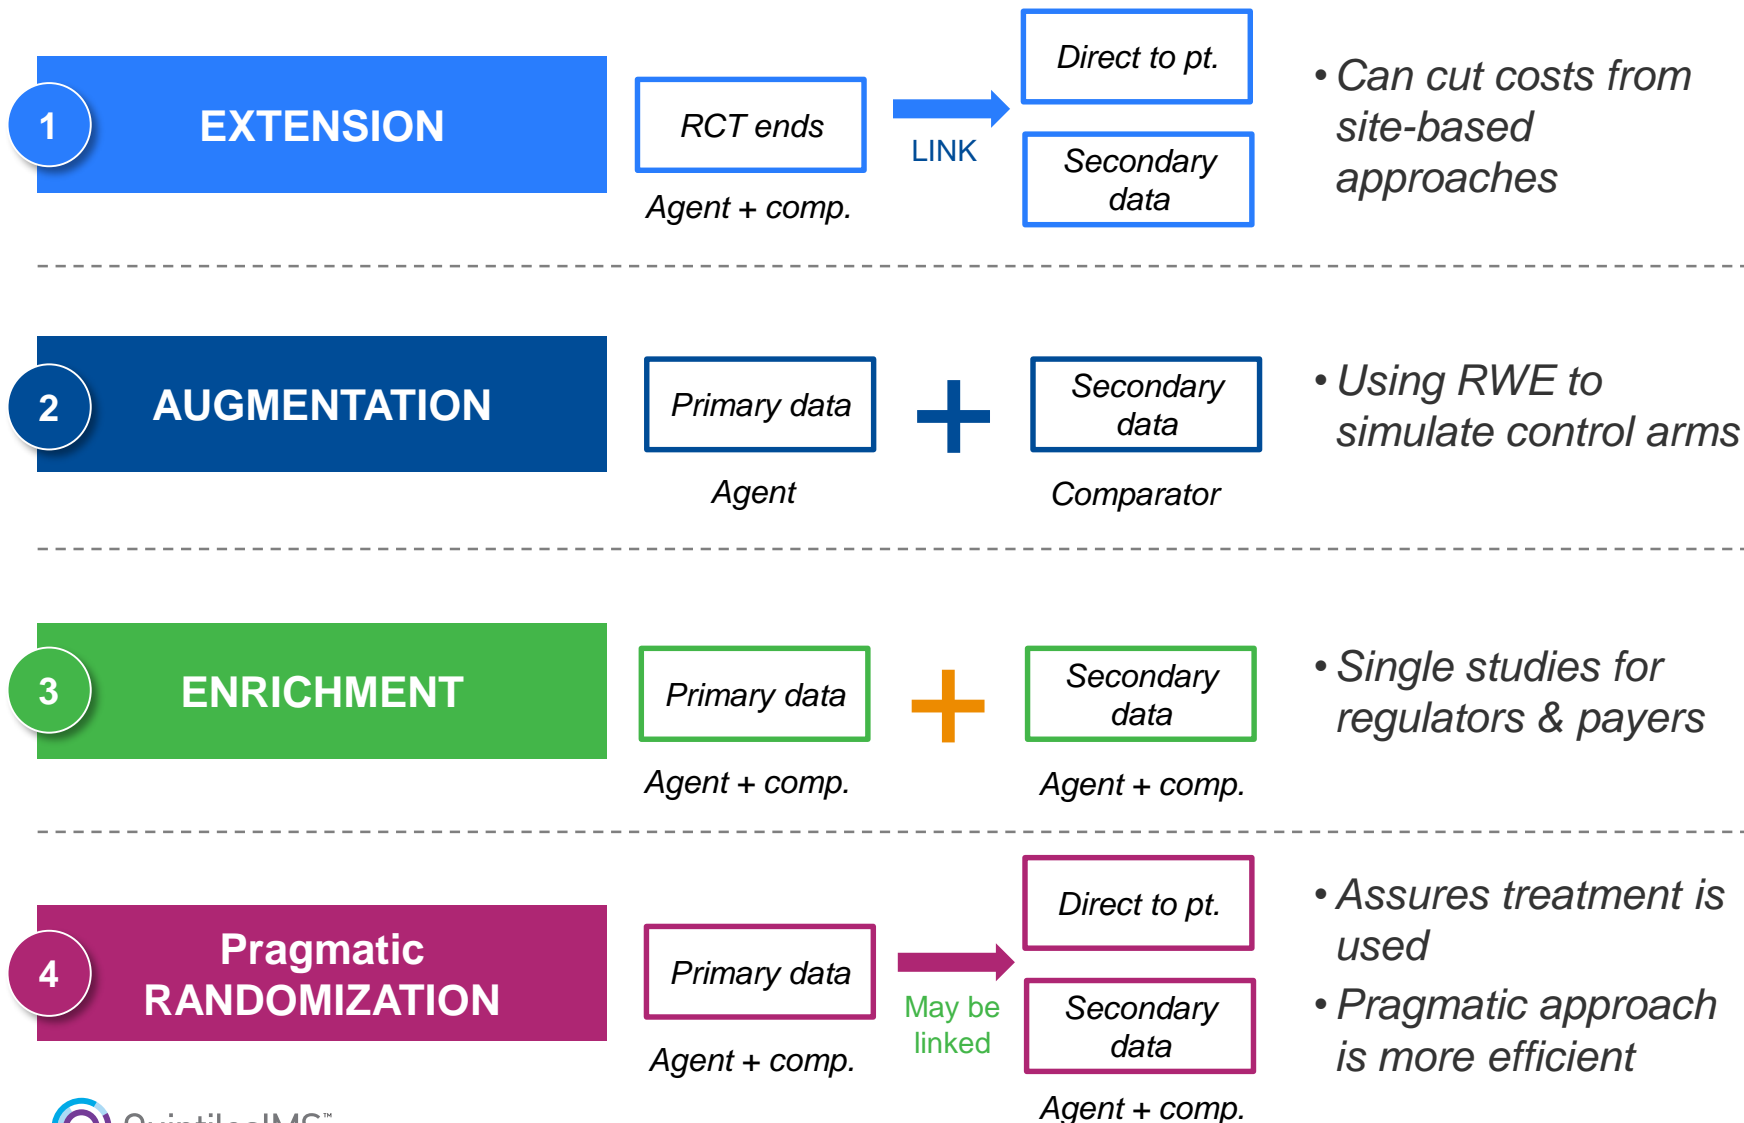 1
EXTENSION
RCT ends
Agent + comp.
LINK
Direct to pt.
Secondary
data
• Can cut costs from
site-based
approaches
2
AUGMENTATION
Primary data
Agent
Secondary
data
Comparator
• Using RWE to
simulate control arms
3
ENRICHMENT
Primary data
Agent + comp.
Secondary
data
Agent + comp.
• Single studies for
regulators & payers
4
Pragmatic
RANDOMIZATION
Primary data
Agent + comp.
May be
linked
Direct to pt.
Secondary
data
Agent + comp.
• Assures treatment is
used
• Pragmatic approach
is more efficient
QuintilesIMS™